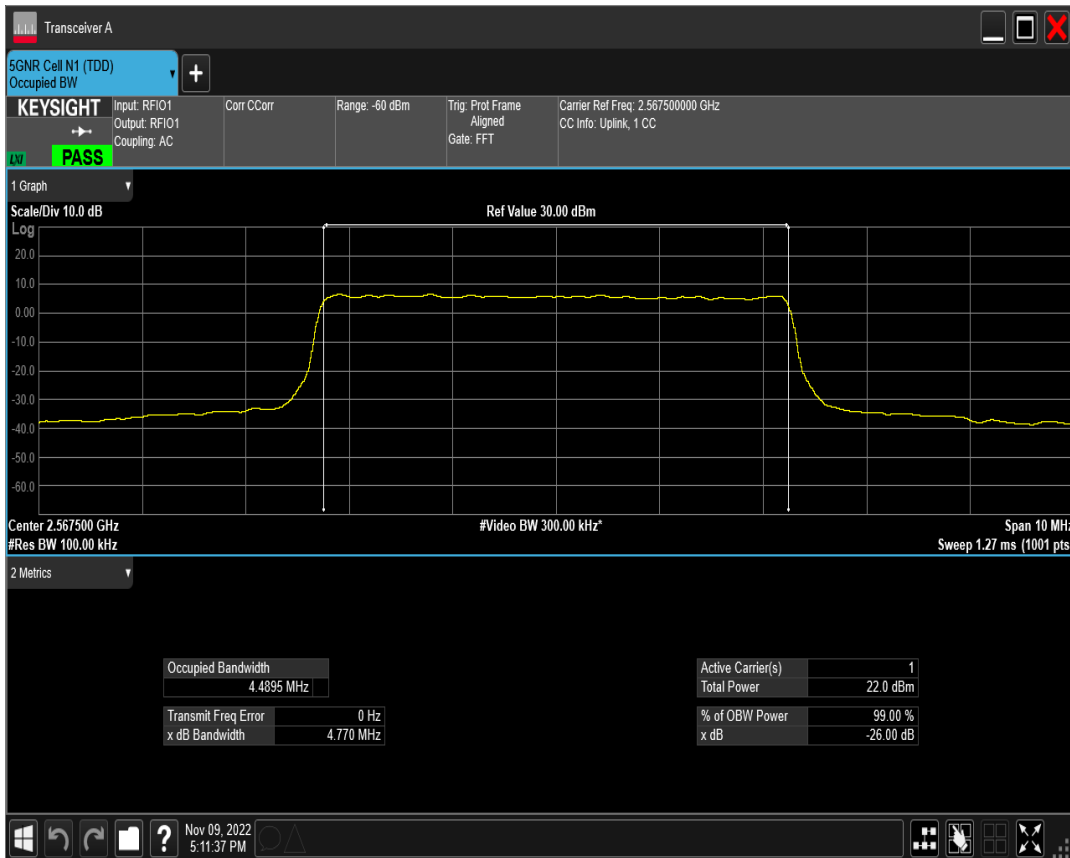 Transceiver A
5GNR Cell N1 (TDD)
Occupied BW
+
KEYSIGHT
LXI
PASS
Input: RFIO1
Output: RFIO1
Coupling: AC
Corr CCorr
Range: -60 dBm
Trig: Prot Frame
Aligned
Gate: FFT
Carrier Ref Freq: 2.567500000 GHz
CC Info: Uplink, 1 CC
1 Graph
Scale/Div 10.0 dB
Ref Value 30.00 dBm
Log
20.0
10.0
0.00
-10.0
-20.0
-30.0
-40.0
-50.0
-60.0
Center 2.567500 GHz
#Video BW 300.00 kHz*
Span 10 MHz
#Res BW 100.00 kHz
Sweep 1.27 ms (1001 pts
2 Metrics
Occupied Bandwidth
4.4895 MHz
Transmit Freq Error 0 Hz
x dB Bandwidth 4.770 MHz
Active Carrier(s) 1
Total Power 22.0 dBm
% of OBW Power 99.00 %
x dB -26.00 dB
?
Nov 09, 2022
5:11:37 PM